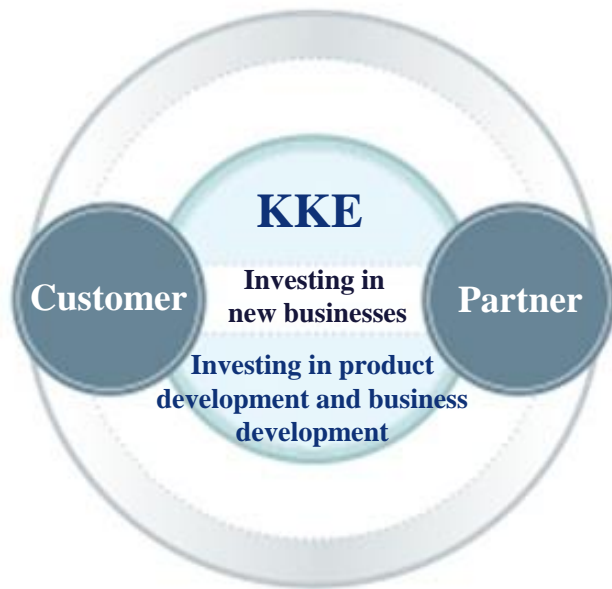 KKE
Customer
Investing in
new businesses
Partner
Investing in product
development and business
development